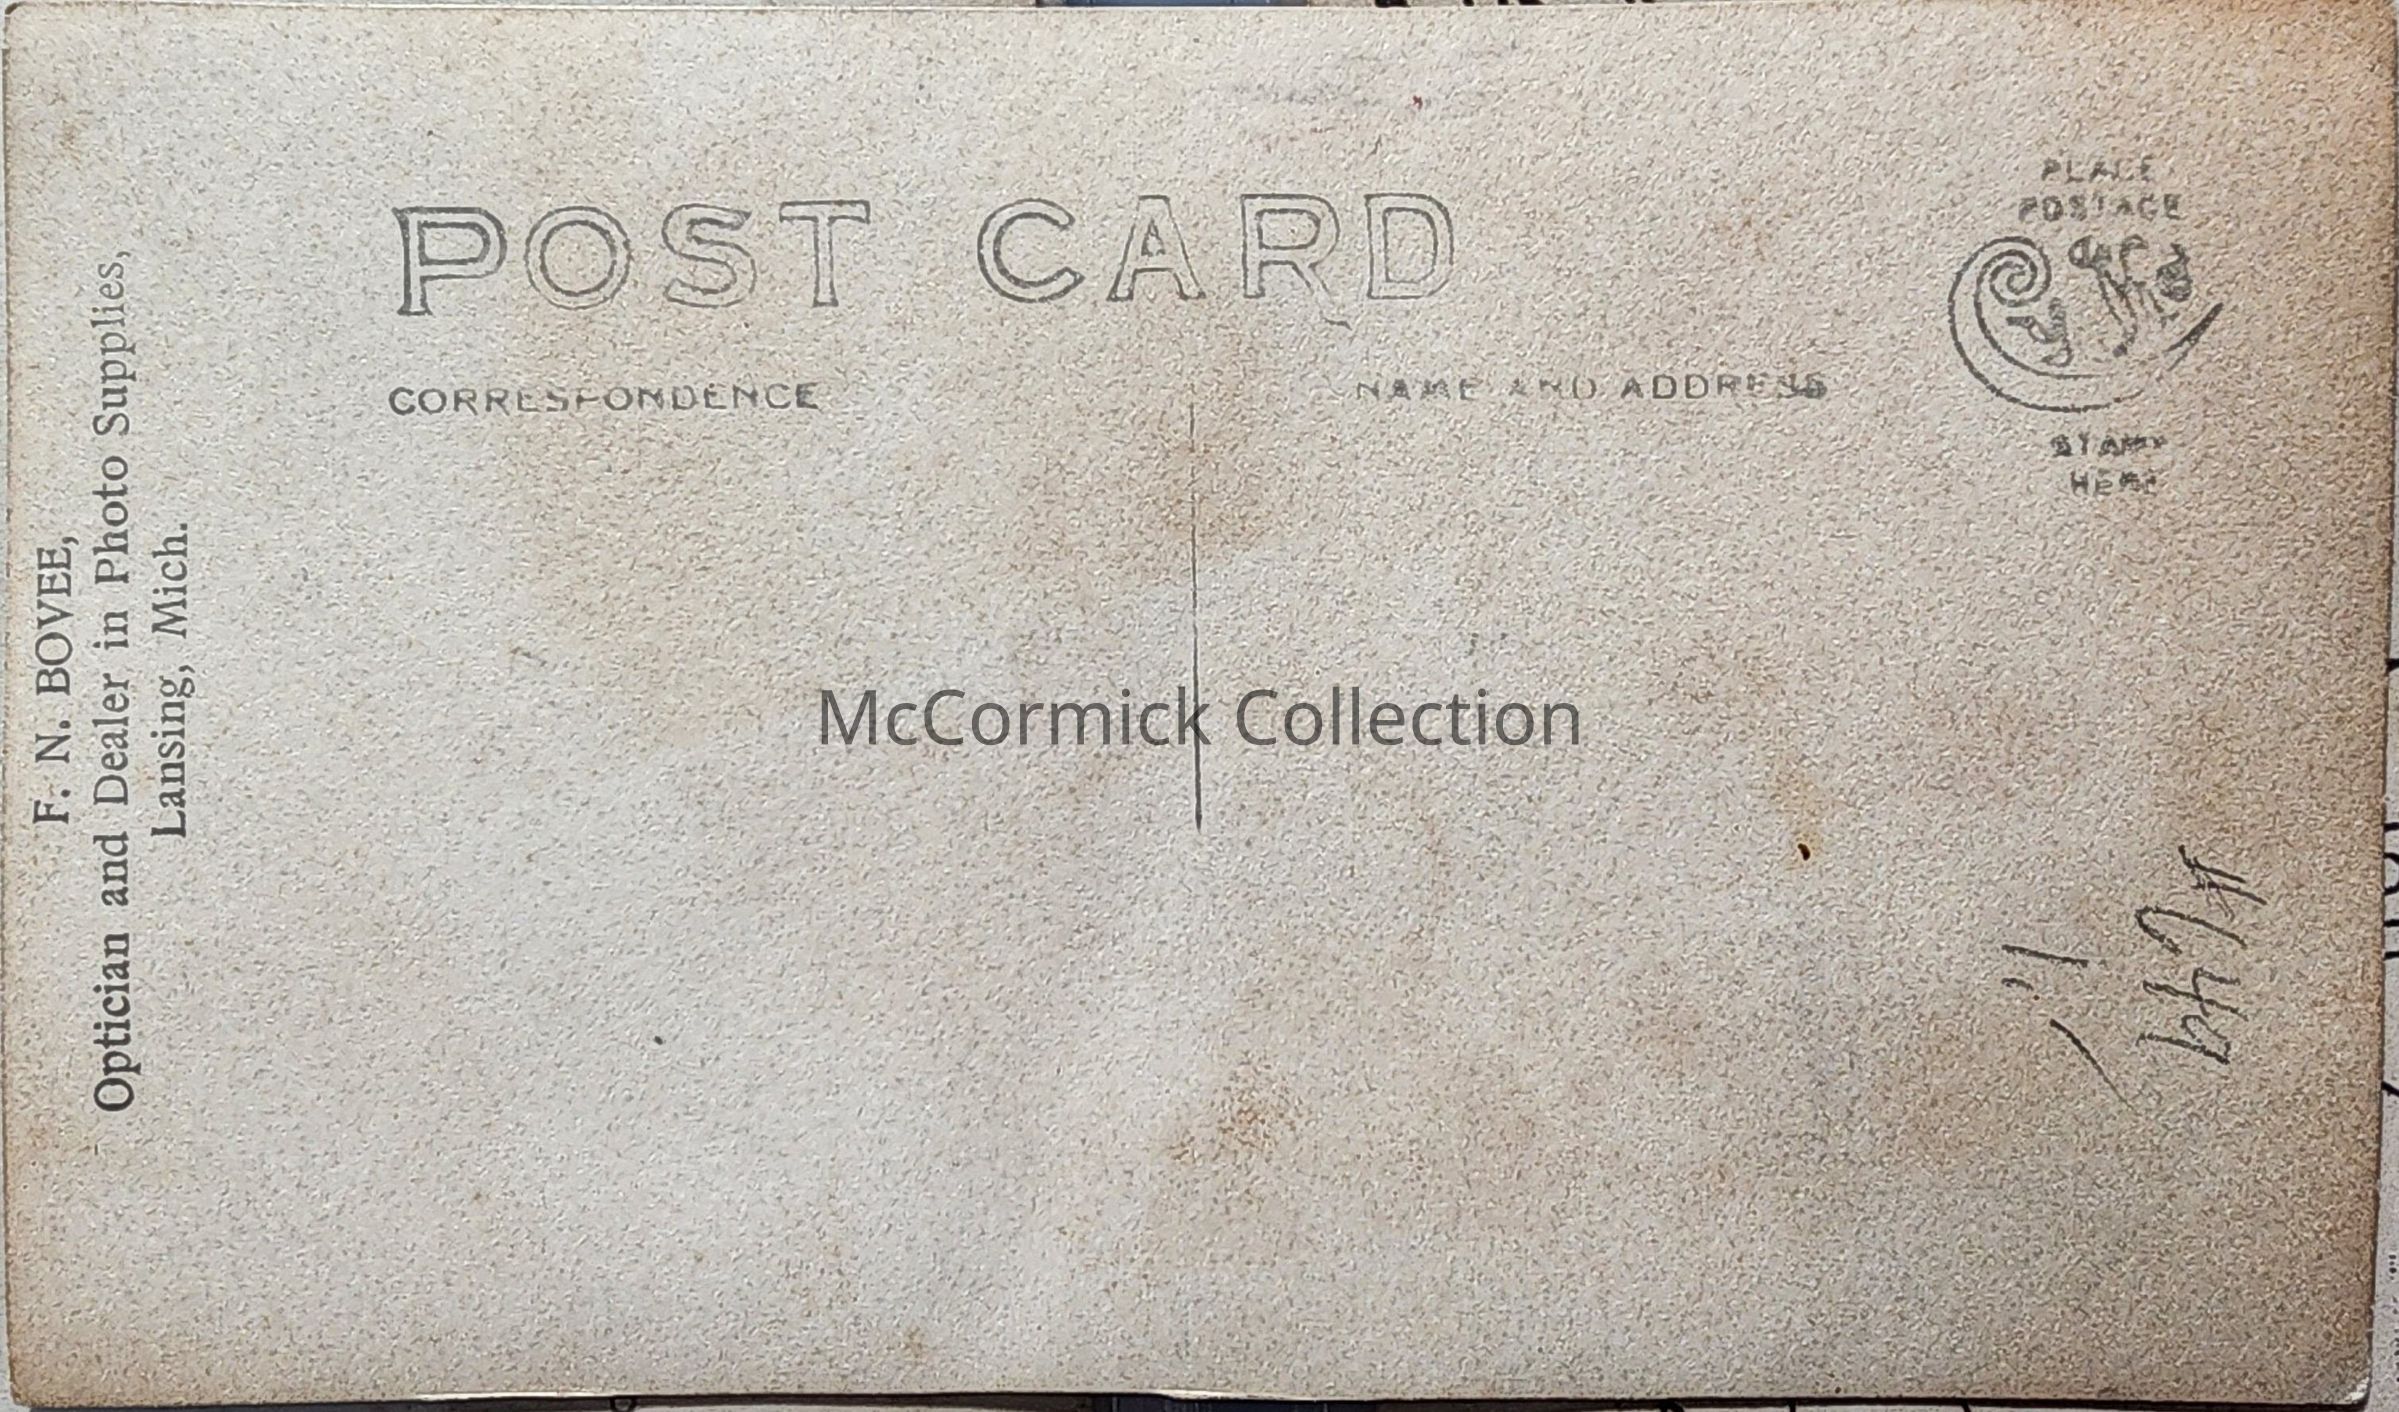 F. N. BOVEE,
Optician and Dealer in Photo Supplies,
Lansing, Mich.
POST CARD
CORRESPONDENCE
NAME AND ADDRESS
PLACE
POSTAGE
STAMP
HERE
McCormick Collection